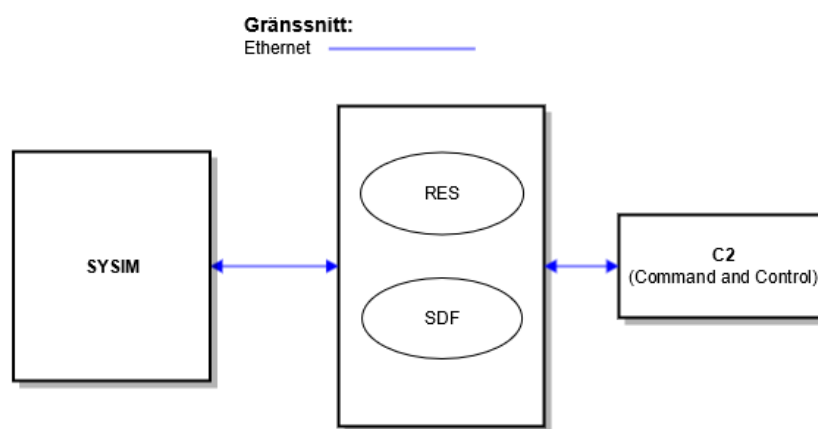 Gränssnitt:
Ethernet
SYSIM
RES
SDF
C2
(Command and Control)